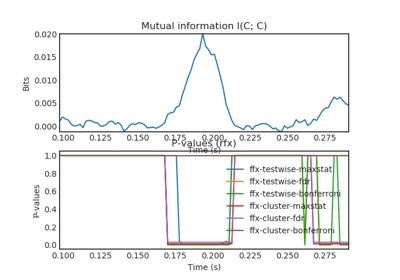 Mutual information I(C; C)
0.020
0.015
0.010
0.005
0.000
Bits
0.100 0.125 0.150 0.175 0.200 0.225 0.250 0.275
Time (s)
P-values (rfx)
1.0
0.8
0.6
0.4
0.2
0.0
P-values
ffx-testwise-maxstat
ffx-testwise-fdr
ffx-testwise-bonferroni
ffx-cluster-maxstat
ffx-cluster-fdr
ffx-cluster-bonferroni
0.100 0.125 0.150 0.175 0.200 0.225 0.250 0.275
Time (s)